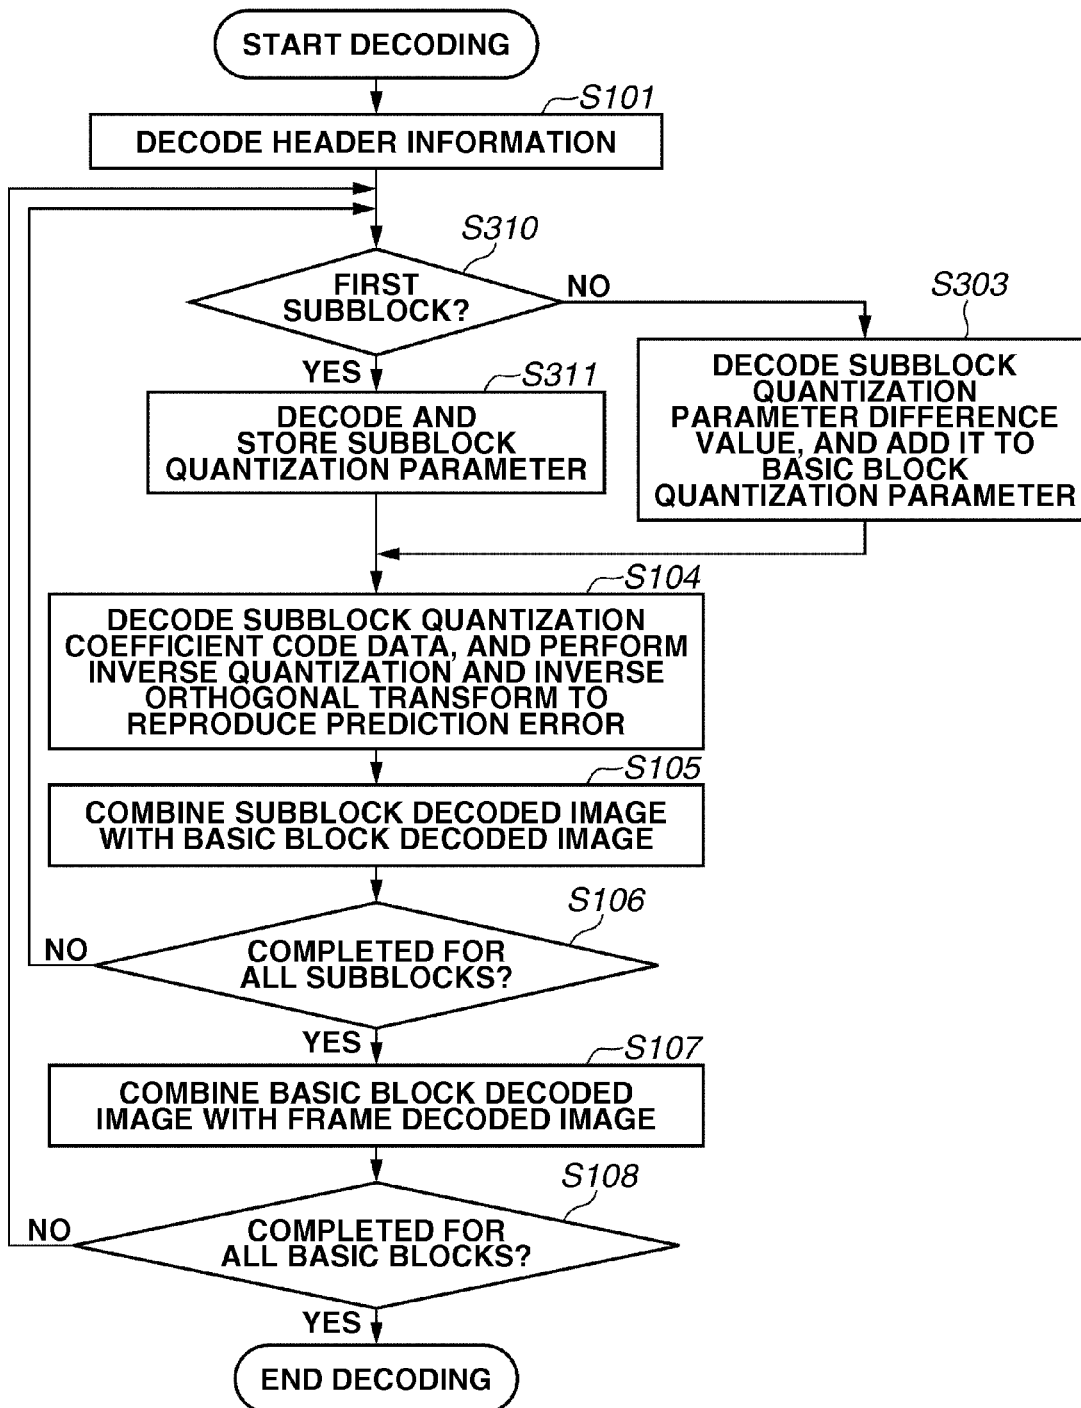 START DECODING
S101
DECODE HEADER INFORMATION
S310
FIRST
SUBBLOCK?
NO
YES
S303
DECODE SUBBLOCK
QUANTIZATION
PARAMETER DIFFERENCE
VALUE, AND ADD IT TO
BASIC BLOCK
QUANTIZATION PARAMETER
S311
DECODE AND
STORE SUBBLOCK
QUANTIZATION PARAMETER
S104
DECODE SUBBLOCK QUANTIZATION
COEFFICIENT CODE DATA, AND PERFORM
INVERSE QUANTIZATION AND INVERSE
ORTHOGONAL TRANSFORM TO
REPRODUCE PREDICTION ERROR
S105
COMBINE SUBBLOCK DECODED IMAGE
WITH BASIC BLOCK DECODED IMAGE
S106
NO
COMPLETED FOR
ALL SUBBLOCKS?
YES
S107
COMBINE BASIC BLOCK DECODED
IMAGE WITH FRAME DECODED IMAGE
S108
NO
COMPLETED FOR
ALL BASIC BLOCKS?
YES
END DECODING